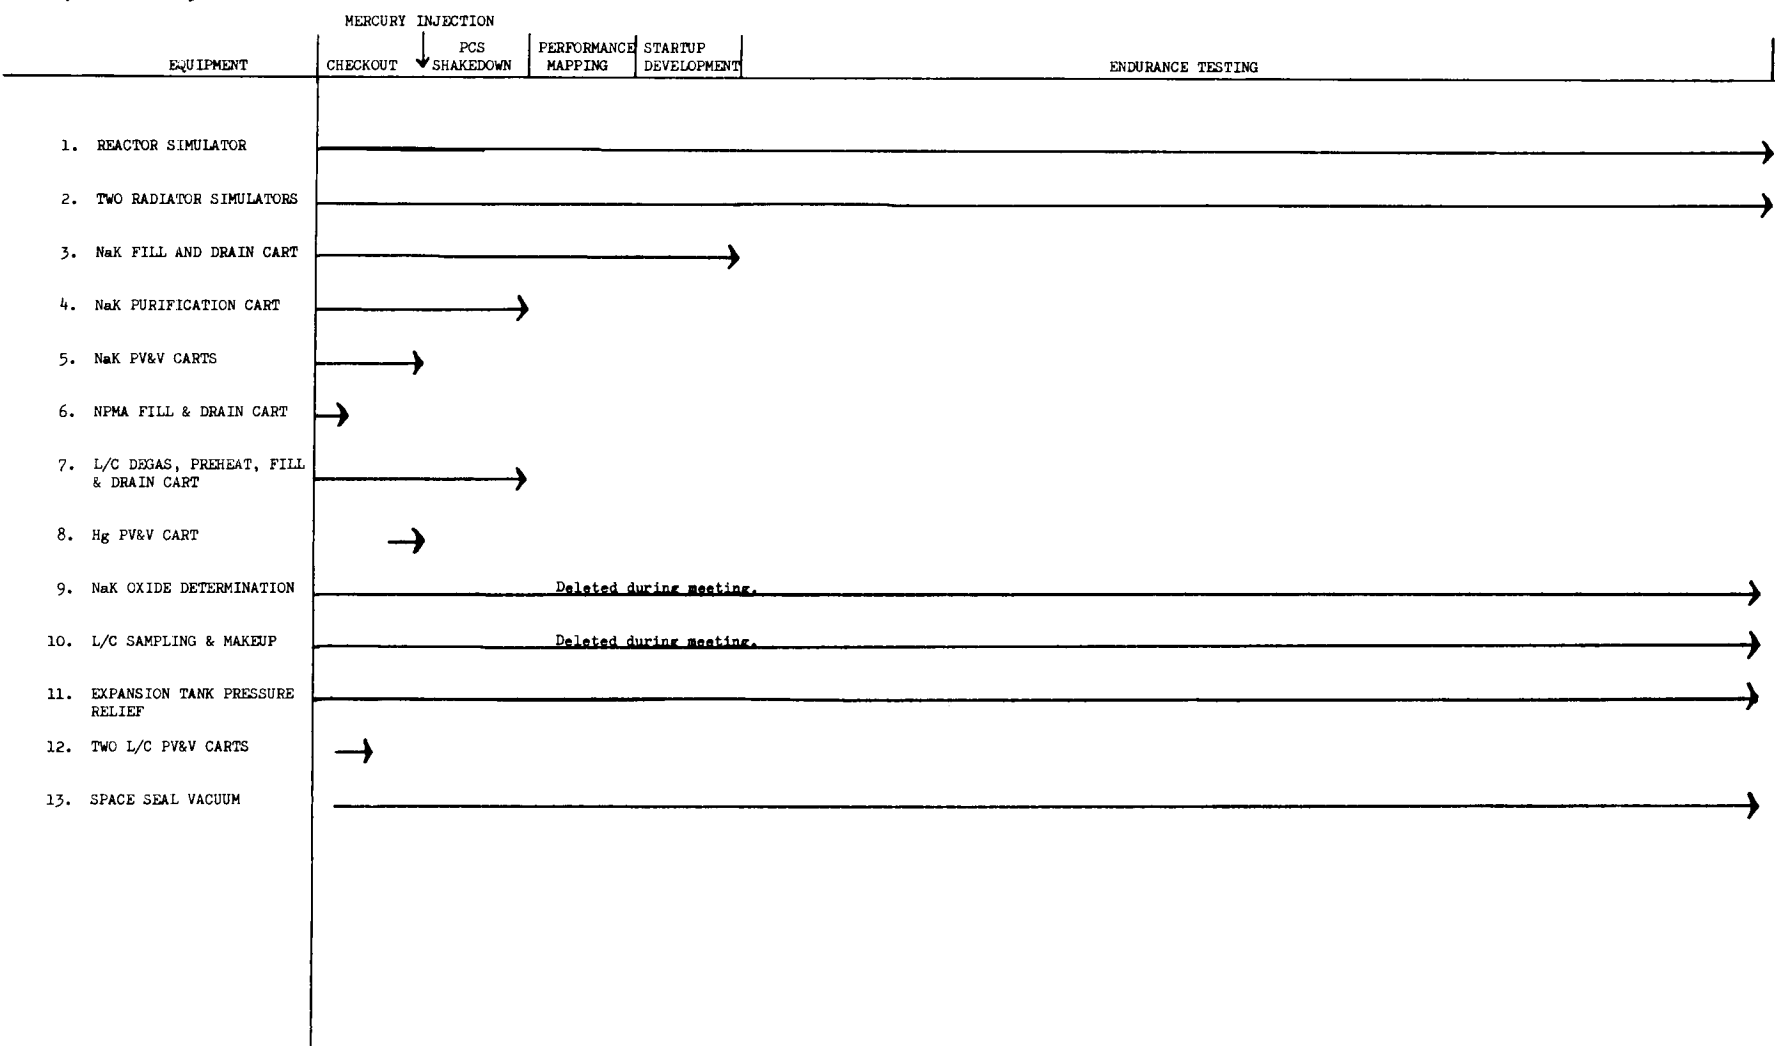 MERCURY INJECTION
EQUIPMENT
CHECKOUT
PCS
SHAKEDOWN
PERFORMANCE
MAPPING
STARTUP
DEVELOPMENT
ENDURANCE TESTING
1. REACTOR SIMULATOR
2. TWO RADIATOR SIMULATORS
3. NaK FILL AND DRAIN CART
4. NaK PURIFICATION CART
5. NaK PV&V CARTS
6. NPMA FILL & DRAIN CART
7. L/C DEGAS, PREHEAT, FILL
& DRAIN CART
8. Hg PV&V CART
9. NaK OXIDE DETERMINATION Deleted during meeting.
10. L/C SAMPLING & MAKEUP Deleted during meeting.
11. EXPANSION TANK PRESSURE
RELIEF
12. TWO L/C PV&V CARTS
13. SPACE SEAL VACUUM